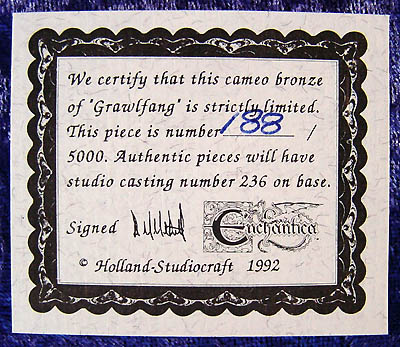 We certify that this cameo bronze
of "Grawlfang" is strictly limited.
This piece is number 188 /
5000. Authentic pieces will have
studio casting number 236 on base.
Signed Enchantica
© Holland-Studiocraft 1992